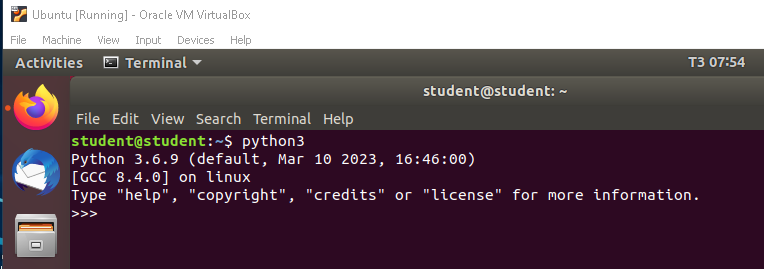 Ubuntu [Running] - Oracle VM VirtualBox
File Machine View Input Devices Help
Activities Terminal T3 07:54
student@student: ~
File Edit View Search Terminal Help
student@student:~$ python3
Python 3.6.9 (default, Mar 10 2023, 16:46:00)
[GCC 8.4.0] on linux
Type "help", "copyright", "credits" or "license" for more information.
>>>